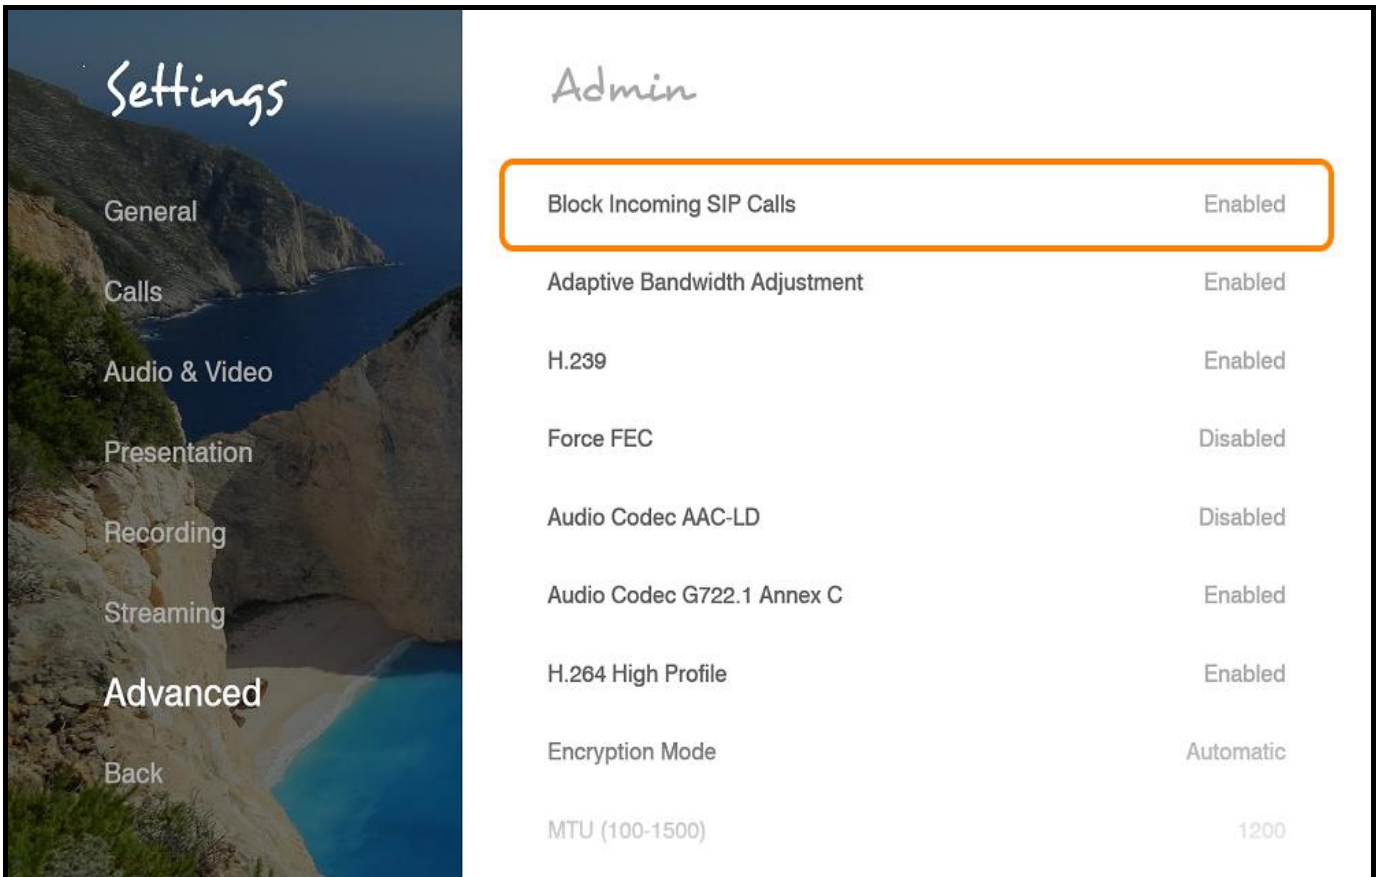 Settings
General
Calls
Audio & Video
Presentation
Recording
Streaming
Advanced
Back
Admin
Block Incoming SIP Calls Enabled
Adaptive Bandwidth Adjustment Enabled
H.239 Enabled
Force FEC Disabled
Audio Codec AAC-LD Disabled
Audio Codec G722.1 Annex C Enabled
H.264 High Profile Enabled
Encryption Mode Automatic
MTU (100-1500) 1200